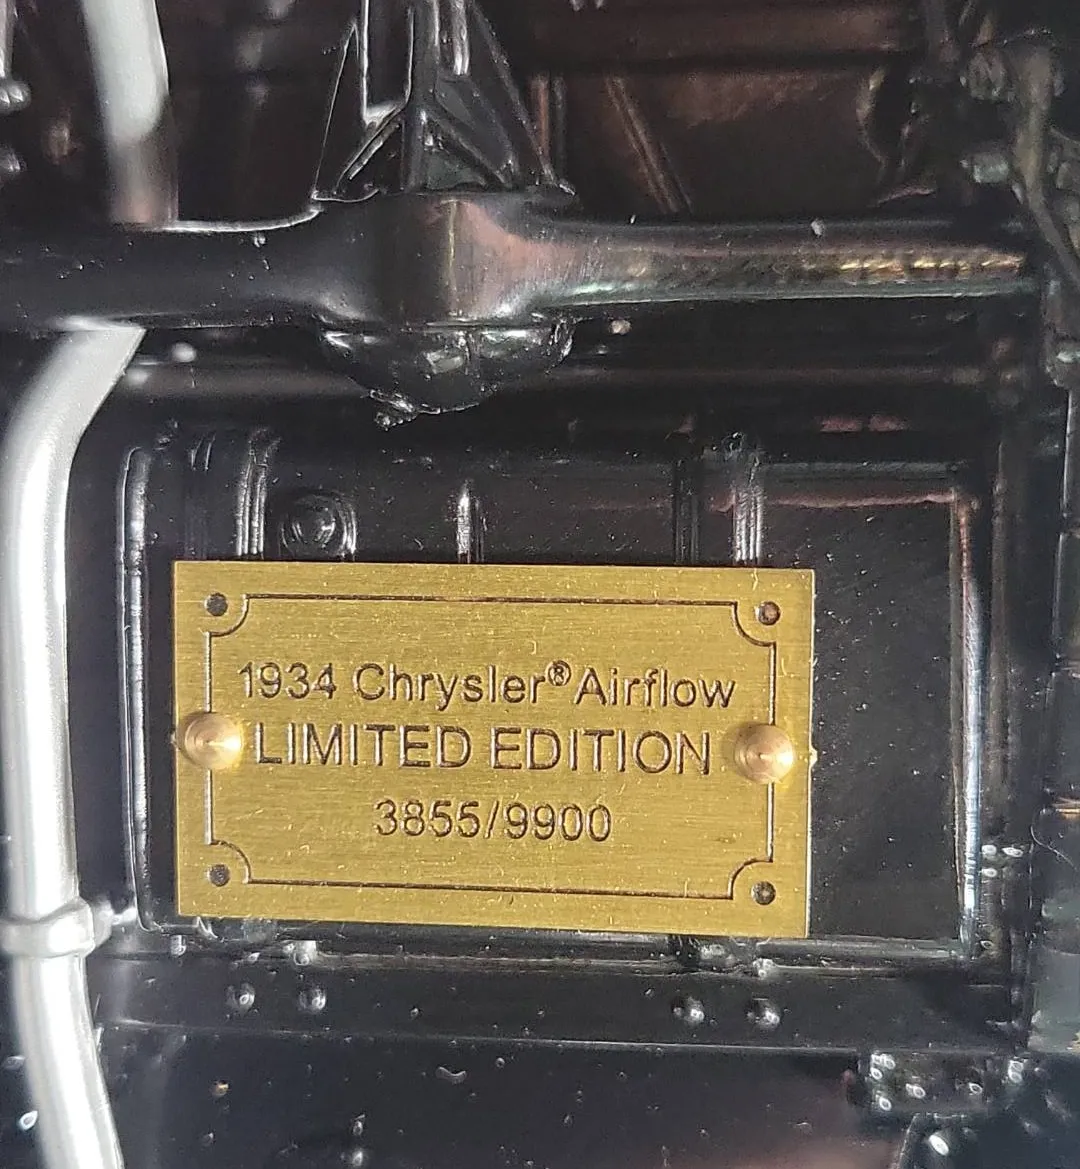 1934 Chrysler® Airflow
LIMITED EDITION
3855/9900